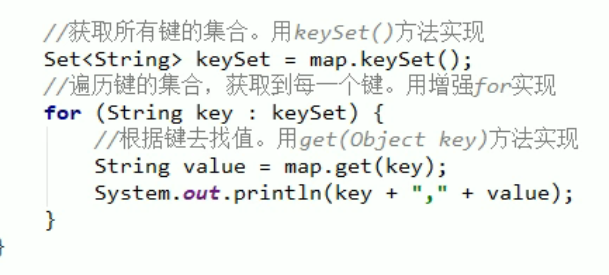 //获取所有键的集合。用keySet()方法实现
Set<String> keySet = map.keySet();
//遍历键的集合，获取到每一个键。用增强for实现
for (String key : keySet) {
//根据键去找值。用get(Object key)方法实现
String value = map.get(key);
System.out.println(key + "," + value);
}
}